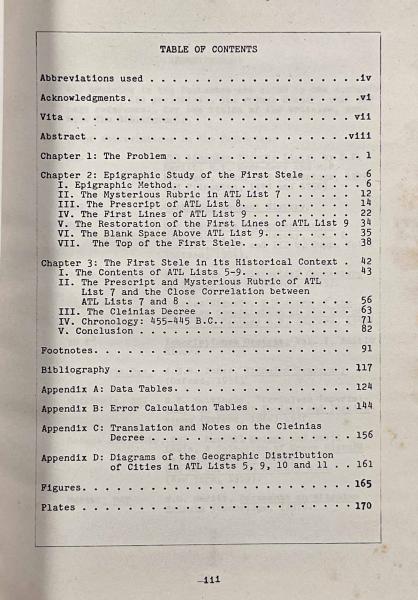 TABLE OF CONTENTS
Abbreviations used . . . . . . . . . . . . . . . . . . . .iv
Acknowledgments. . . . . . . . . . . . . . . . . . . . . .vi
Vita . . . . . . . . . . . . . . . . . . . . . . . . . . vii
Abstract . . . . . . . . . . . . . . . . . . . . . . . .viii
Chapter 1: The Problem . . . . . . . . . . . . . . . . . . 1
Chapter 2: Epigraphic Study of the First Stele . . . . . . 6
I. Epigraphic Method. . . . . . . . . . . . . . . . . 6
II. The Mysterious Rubric in ATL List 7 . . . . . . . 12
III. The Prescript of ATL List 8. . . . . . . . . . . 14
IV. The First Lines of ATL List 9 . . . . . . . . . . 22
V. The Restoration of the First Lines of ATL List 9 34
VI. The Blank Space Above ATL List 9. . . . . . . . . 35
VII. The Top of the First Stele. . . . . . . . . . . 38
Chapter 3: The First Stele in its Historical Context . 42
I. The Contents of ATL Lists 5-9. . . . . . . . . . . 43
II. The Prescript and Mysterious Rubric of ATL
List 7 and the Close Correlation between
ATL Lists 7 and 8 . . . . . . . . . . . . . . . . 56
III. The Cleinias Decree . . . . . . . . . . . . . . 63
IV. Chronology: 455-445 B.C.. . . . . . . . . . . . . 71
V. Conclusion . . . . . . . . . . . . . . . . . . . . 82
Footnotes. . . . . . . . . . . . . . . . . . . . . . . . 91
Bibliography . . . . . . . . . . . . . . . . . . . . . . 117
Appendix A: Data Tables. . . . . . . . . . . . . . . . . 124
Appendix B: Error Calculation Tables . . . . . . . . . . 144
Appendix C: Translation and Notes on the Cleinias
Decree . . . . . . . . . . . . . . . . . . . . 156
Appendix D: Diagrams of the Geographic Distribution
of Cities in ATL Lists 5, 9, 10 and 11 . . 161
Figures. . . . . . . . . . . . . . . . . . . . . . . . . 165
Plates . . . . . . . . . . . . . . . . . . . . . . . . . 170
-iii-